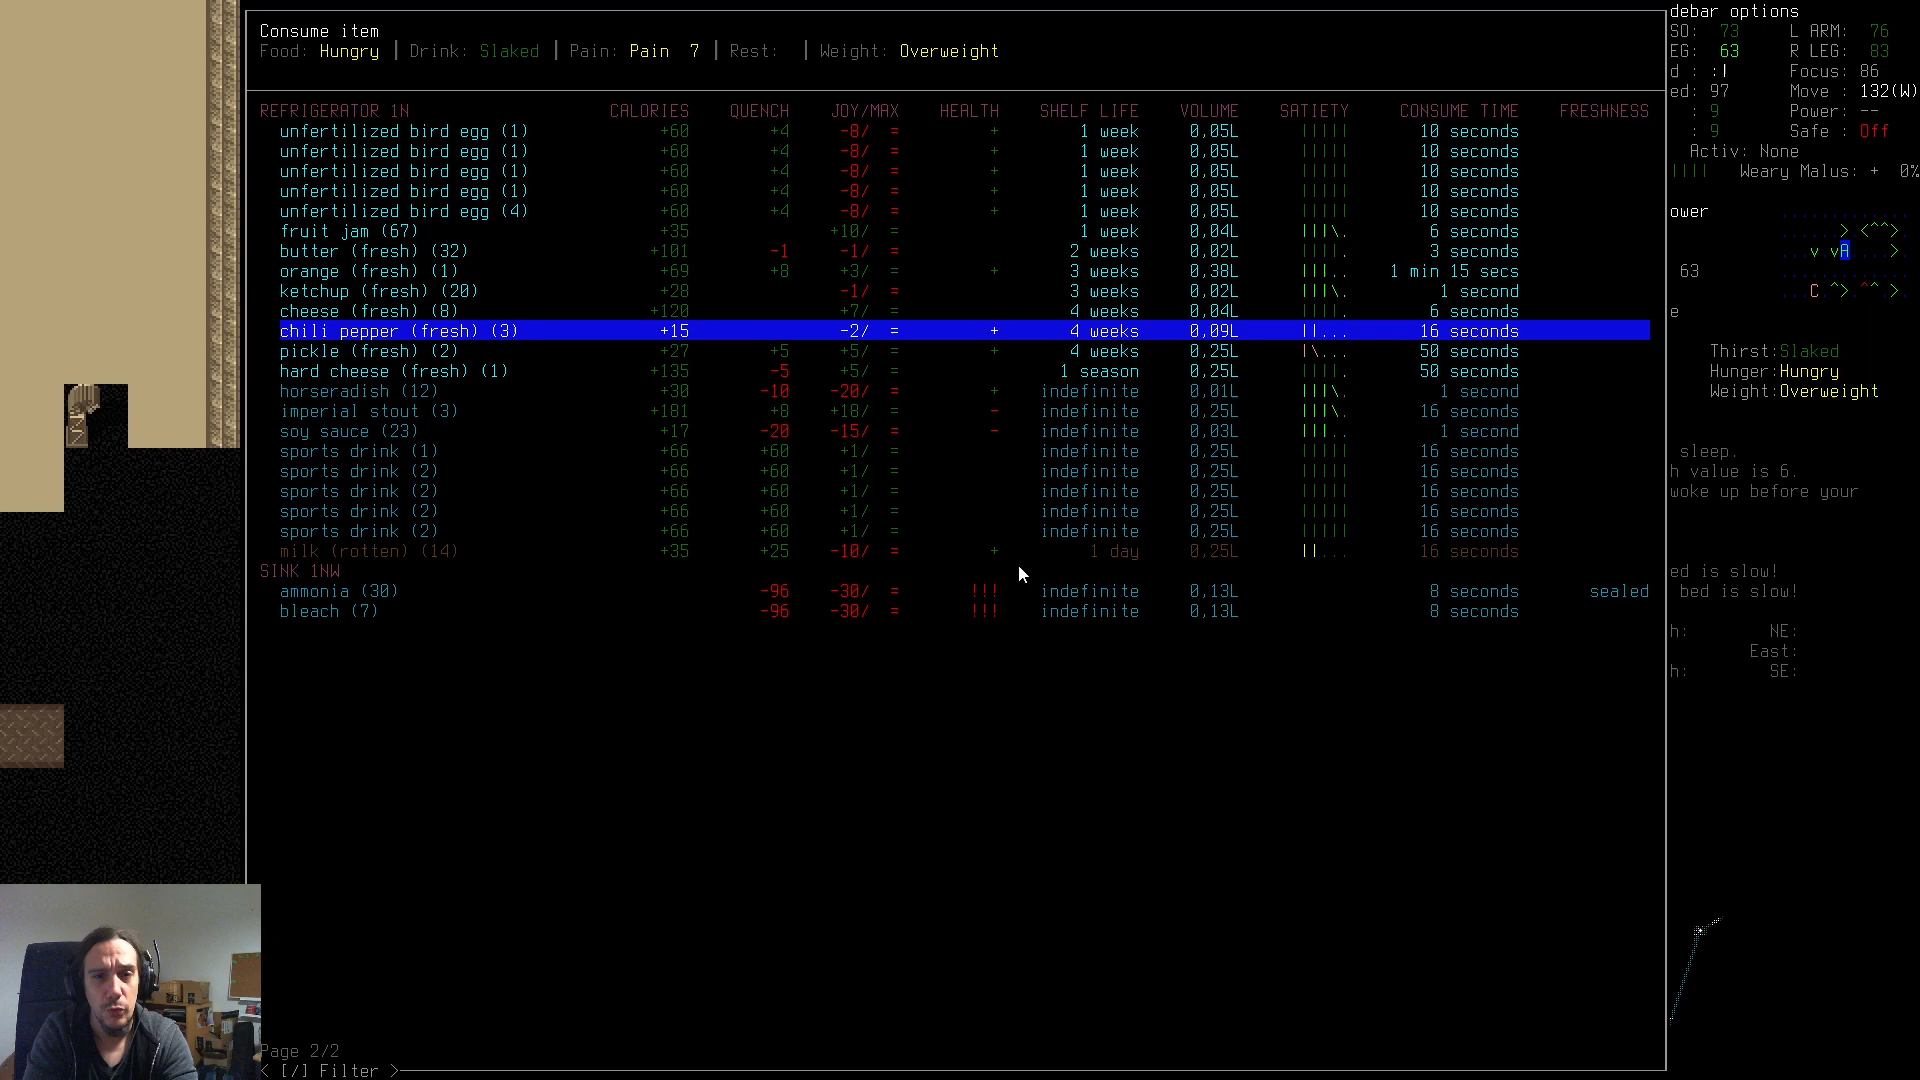 Consume item
Food: Hungry | Drink: Slaked | Pain: Pain 7 | Rest: | Weight: Overweight
REFRIGERATOR 1N CALORIES QUENCH JOY/MAX HEALTH SHELF LIFE VOLUME SATIETY CONSUME TIME FRESHNESS
unfertilized bird egg (1) +60 +4 -8/ = + 1 week 0,05L ||||| 10 seconds
unfertilized bird egg (1) +60 +4 -8/ = + 1 week 0,05L ||||| 10 seconds
unfertilized bird egg (1) +60 +4 -8/ = + 1 week 0,05L ||||| 10 seconds
unfertilized bird egg (1) +60 +4 -8/ = + 1 week 0,05L ||||| 10 seconds
unfertilized bird egg (4) +60 +4 -8/ = + 1 week 0,05L ||||| 10 seconds
fruit jam (67) +35 +10/ = 1 week 0,04L |||\. 6 seconds
butter (fresh) (32) +101 -1 -1/ = 2 weeks 0,02L ||||. 3 seconds
orange (fresh) (1) +69 +8 +3/ = + 3 weeks 0,38L |||.. 1 min 15 secs
ketchup (fresh) (20) +28 -1/ = 3 weeks 0,02L |||\. 1 second
cheese (fresh) (8) +120 +7/ = 4 weeks 0,04L ||||. 6 seconds
chili pepper (fresh) (3) +15 -2/ = + 4 weeks 0,09L ||... 16 seconds
pickle (fresh) (2) +27 +5 +5/ = + 4 weeks 0,25L |\... 50 seconds
hard cheese (fresh) (1) +135 -5 +5/ = 1 season 0,25L ||||. 50 seconds
horseradish (12) +30 -10 -20/ = + indefinite 0,01L |||\. 1 second
imperial stout (3) +181 +8 +18/ = - indefinite 0,25L |||\. 16 seconds
soy sauce (23) +17 -20 -15/ = - indefinite 0,03L |||.. 1 second
sports drink (1) +66 +60 +1/ = indefinite 0,25L ||||| 16 seconds
sports drink (2) +66 +60 +1/ = indefinite 0,25L ||||| 16 seconds
sports drink (2) +66 +60 +1/ = indefinite 0,25L ||||| 16 seconds
sports drink (2) +66 +60 +1/ = indefinite 0,25L ||||| 16 seconds
sports drink (2) +66 +60 +1/ = indefinite 0,25L ||||| 16 seconds
milk (rotten) (14) +35 +25 -10/ = + 1 day 0,25L ||... 16 seconds
SINK 1NW
ammonia (30) -96 -30/ = !!! indefinite 0,13L 8 seconds sealed
bleach (7) -96 -30/ = !!! indefinite 0,13L 8 seconds
Page 2/2
< [/] Filter >
debar options
SO: 73 L ARM: 76
EG: 63 R LEG: 83
d : :| Focus: 86
ed: 97 Move : 132(W)
: 9 Power: --
: 9 Safe : Off
Activ: None
|||| Weary Malus: + 0%
ower
> <^^>
v vA >
63
C ^> ^^ >
e
Thirst:Slaked
Hunger:Hungry
Weight:Overweight
sleep.
h value is 6.
woke up before your
ed is slow!
bed is slow!
h: NE:
East:
h: SE: